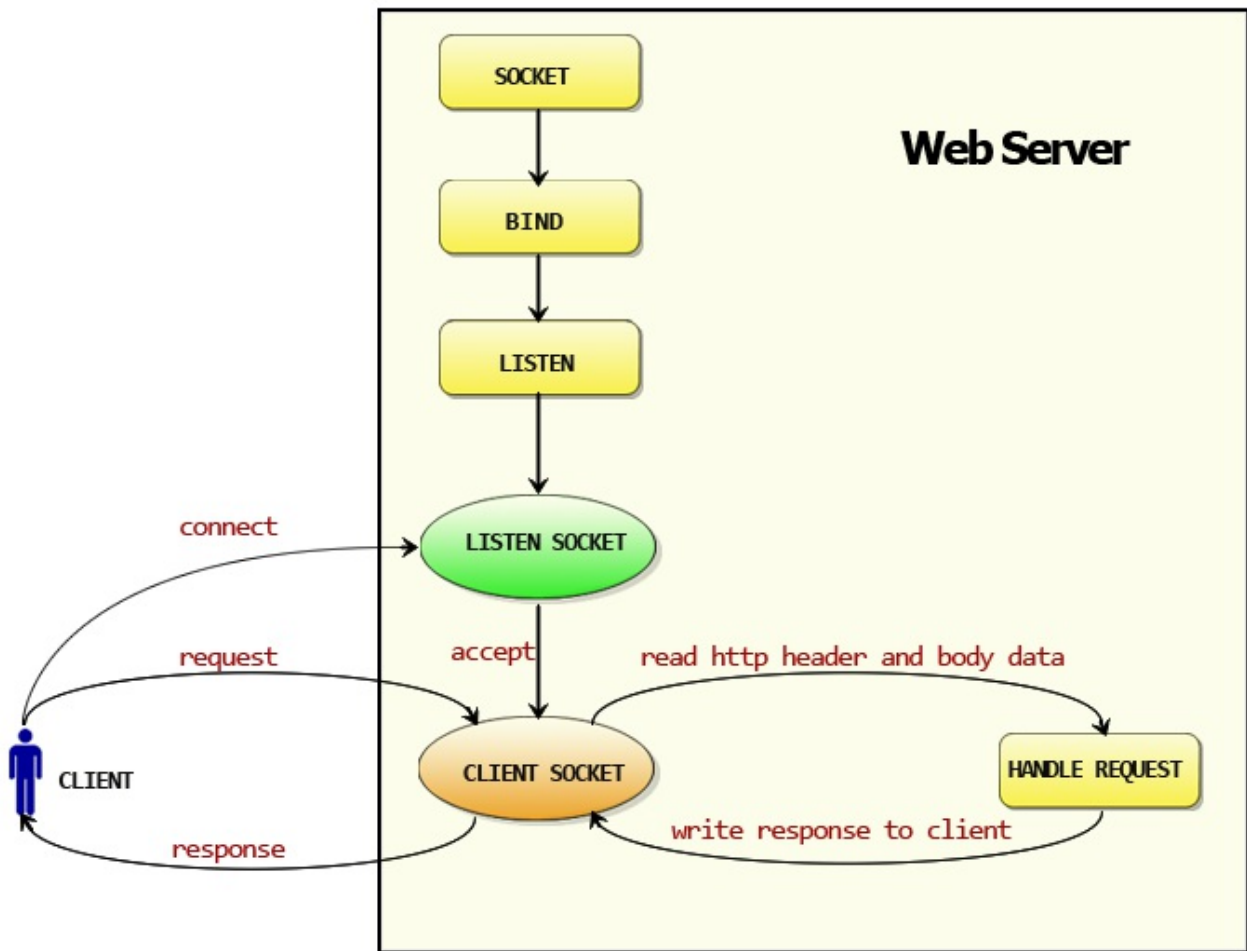 SOCKET
Web Server
BIND
LISTEN
connect
LISTEN SOCKET
request
accept
read http header and body data
CLIENT
CLIENT SOCKET
HANDLE REQUEST
response
write response to client